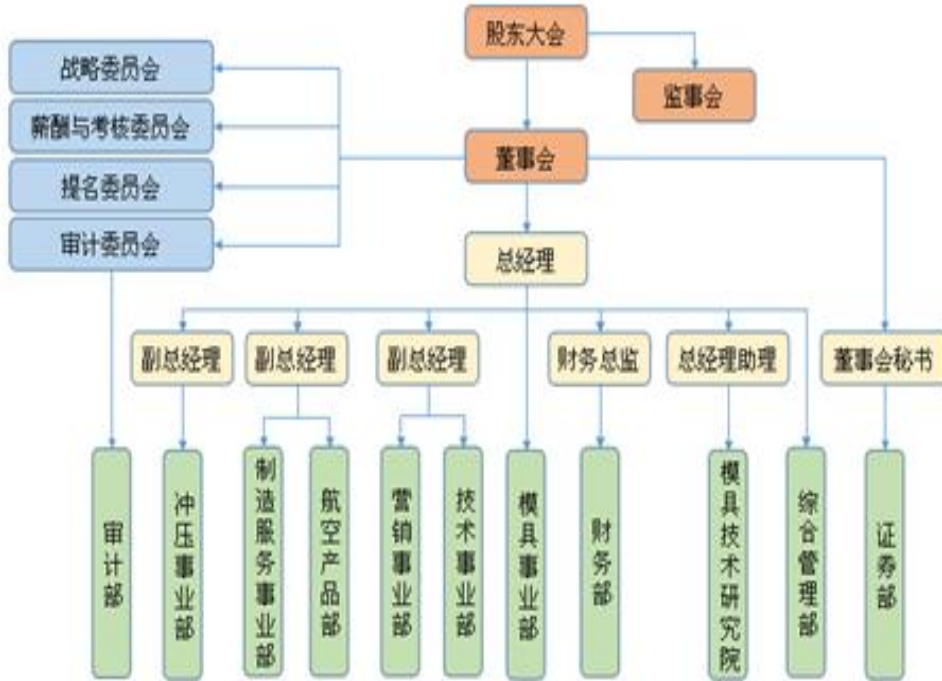 股东大会
监事会
战略委员会
薪酬与考核委员会
提名委员会
审计委员会
董事会
总经理
副总经理
副总经理
副总经理
财务总监
总经理助理
董事会秘书
审计部
冲压事业部
制造服务事业部
航空产品部
营销事业部
技术事业部
模具事业部
财务部
模具技术研究院
综合管理部
证券部